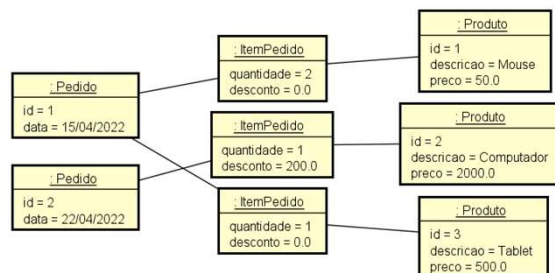 : Pedido
id = 1
data = 15/04/2022
: Pedido
id = 2
data = 22/04/2022
: ItemPedido
quantidade = 2
desconto = 0.0
: ItemPedido
quantidade = 1
desconto = 200.0
: ItemPedido
quantidade = 1
desconto = 0.0
: Produto
id = 1
descricao = Mouse
preco = 50.0
: Produto
id = 2
descricao = Computador
preco = 2000.0
: Produto
id = 3
descricao = Tablet
preco = 500.0